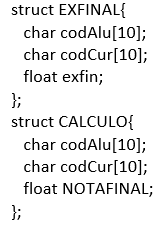 struct EXFINAL{
char codAlu[10];
char codCur[10];
float exfin;
};
struct CALCULO{
char codAlu[10];
char codCur[10];
float NOTAFINAL;
};